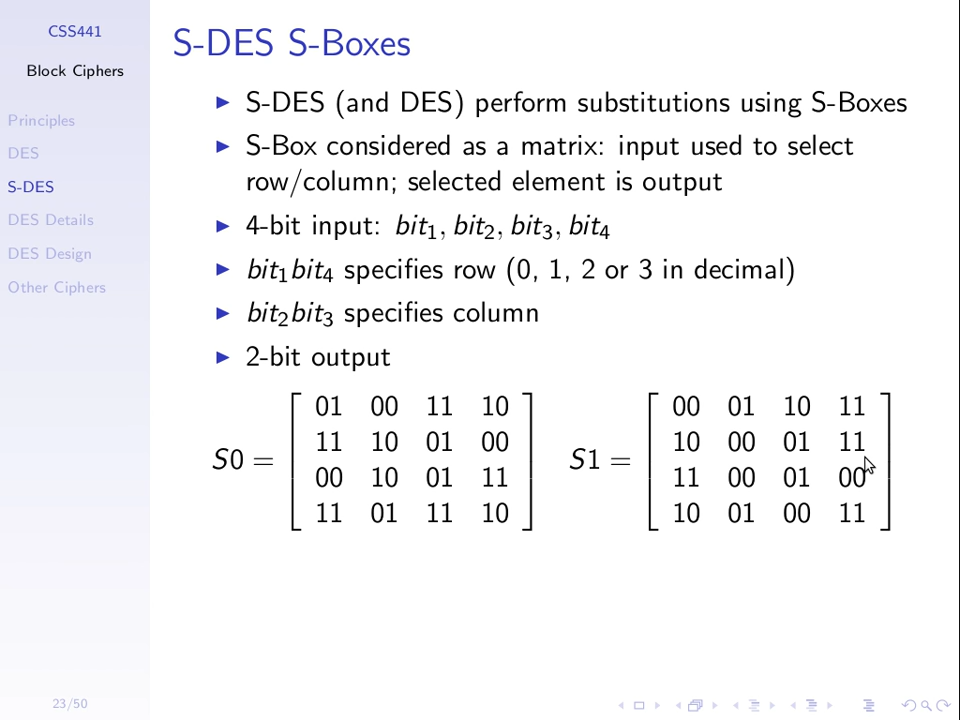 CSS441
Block Ciphers
Principles
DES
S-DES
DES Details
DES Design
Other Ciphers
23/50
S-DES S-Boxes
► S-DES (and DES) perform substitutions using S-Boxes
► S-Box considered as a matrix: input used to select
row/column; selected element is output
► 4-bit input: bit₁, bit₂, bit₃, bit₄
► bit₁bit₄ specifies row (0, 1, 2 or 3 in decimal)
► bit₂bit₃ specifies column
► 2-bit output
S0 =
01 00 11 10
11 10 01 00
00 10 01 11
11 01 11 10
S1 =
00 01 10 11
10 00 01 11
11 00 01 00
10 01 00 11